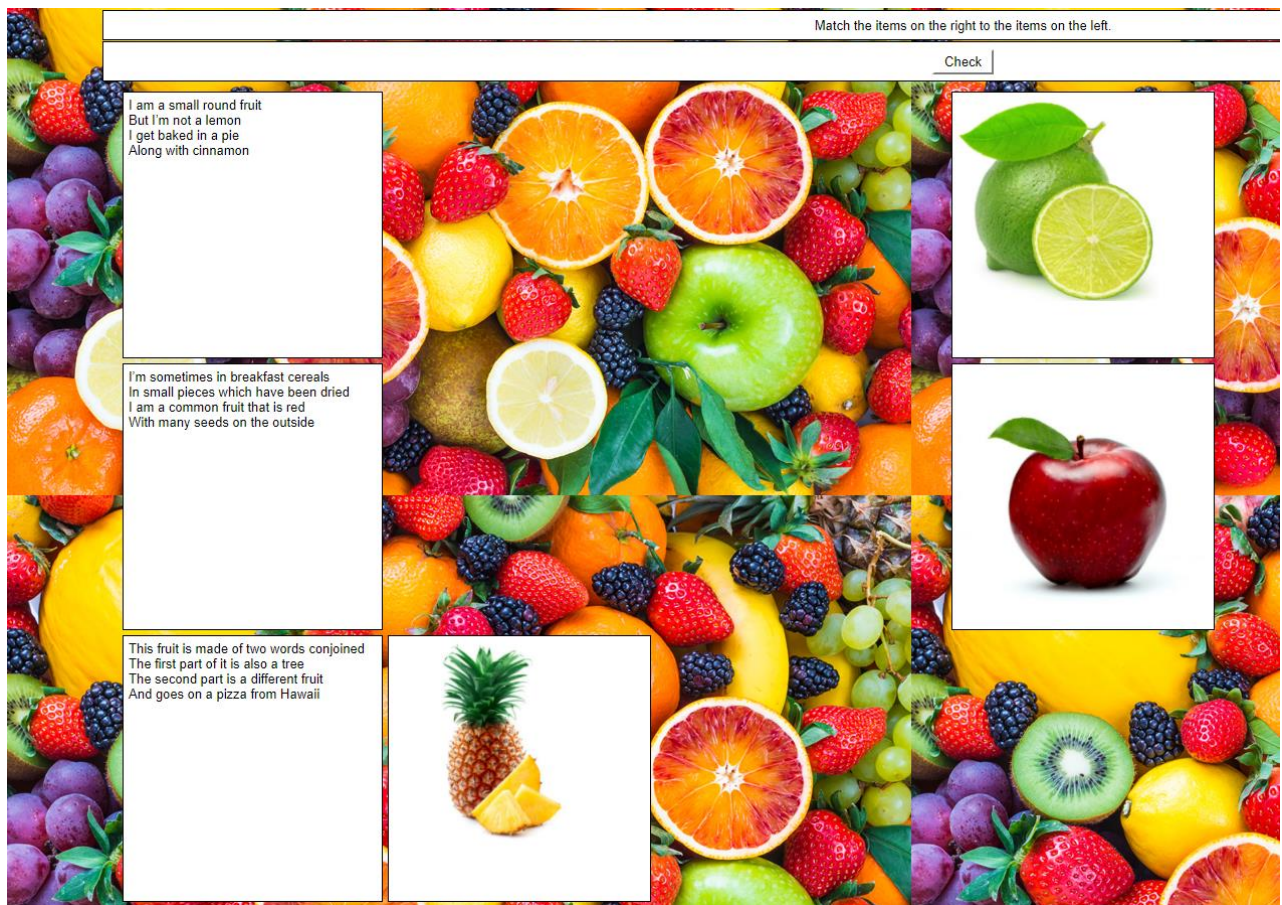 Match the items on the right to the items on the left.
Check
I am a small round fruit
But I'm not a lemon
I get baked in a pie
Along with cinnamon
I'm sometimes in breakfast cereals
In small pieces which have been dried
I am a common fruit that is red
With many seeds on the outside
This fruit is made of two words conjoined
The first part of it is also a tree
The second part is a different fruit
And goes on a pizza from Hawaii